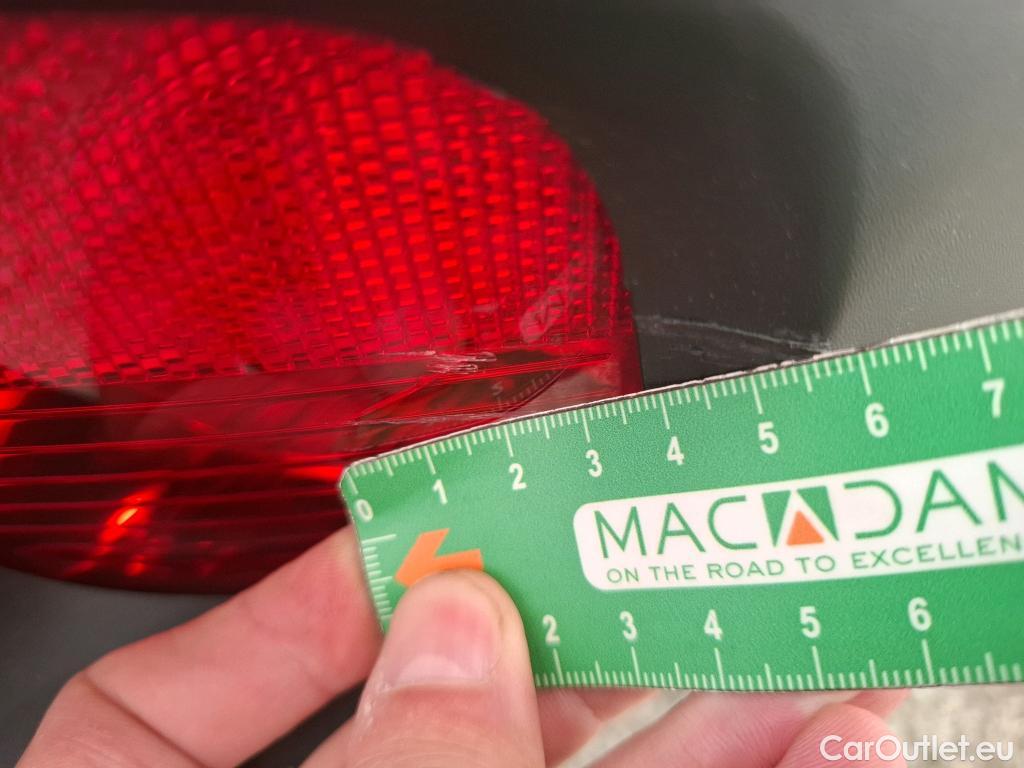 0 1 2 3 4 5 6 7
MACADAM
ON THE ROAD TO EXCELLEN
2 3 4 5 6
CarOutlet.eu